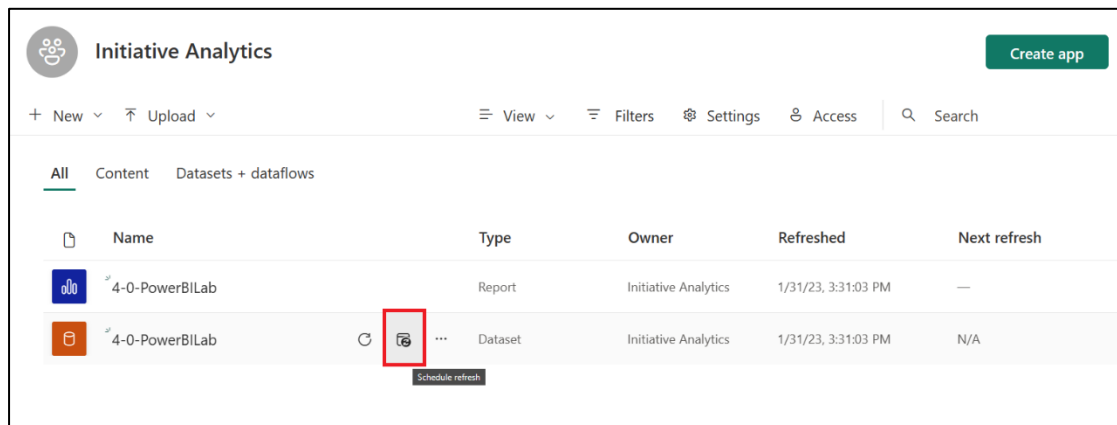 Initiative Analytics
Create app
New Upload View Filters Settings Access Search
All Content Datasets + dataflows
Name Type Owner Refreshed Next refresh
4-0-PowerBILab Report Initiative Analytics 1/31/23, 3:31:03 PM —
4-0-PowerBILab ... Dataset Initiative Analytics 1/31/23, 3:31:03 PM N/A
Schedule refresh